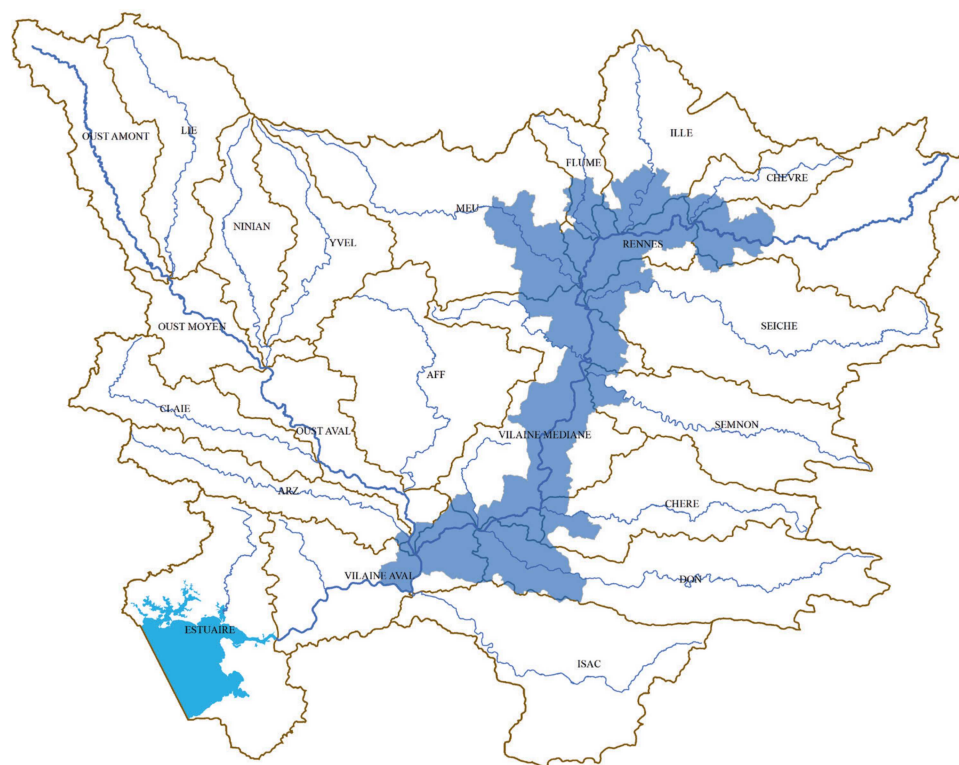 ILLE
OUST AMONT
LIE
FLUME
CHEVRE
MEU
NINIAN
YVEL
RENNES
OUST MOYEN
SEICHE
AFF
CLAIE
OUST AVAL
SEMNON
VILAINE MEDIANE
ARZ
CHERE
VILAINE AVAL
DON
ESTUAIRE
ISAC